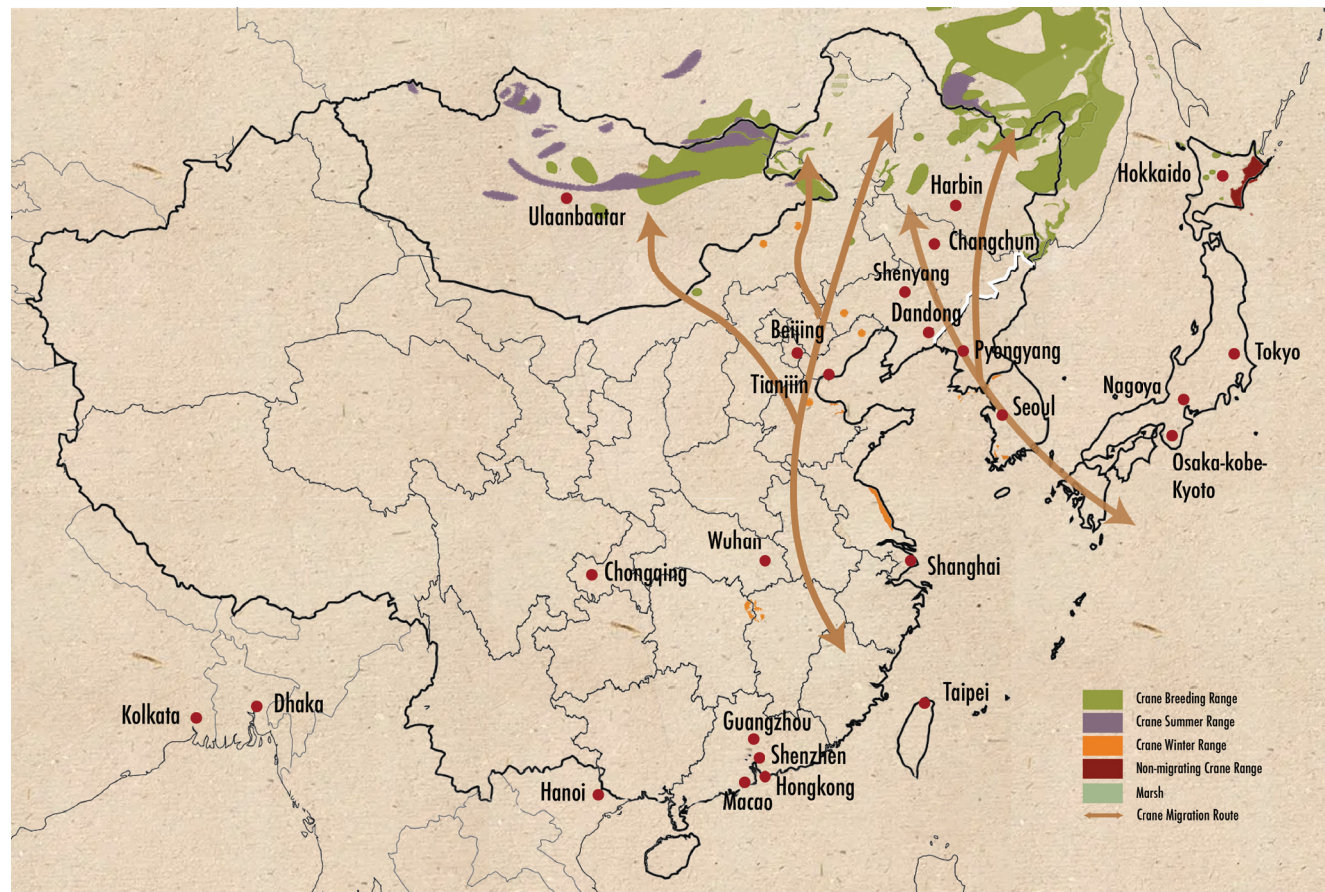 Hokkaido
Harbin
Ulaanbaatar
Changchun
Shenyang
Dandong
Beijing
Pyongyang
Tokyo
Tianjiin
Nagoya
Seoul
Osaka-kobe-
Kyoto
Wuhan
Shanghai
Chongqing
Taipei
Dhaka
Kolkata
Guangzhou
Shenzhen
Hongkong
Macao
Hanoi
Crane Breeding Range
Crane Summer Range
Crane Winter Range
Non-migrating Crane Range
Marsh
Crane Migration Route